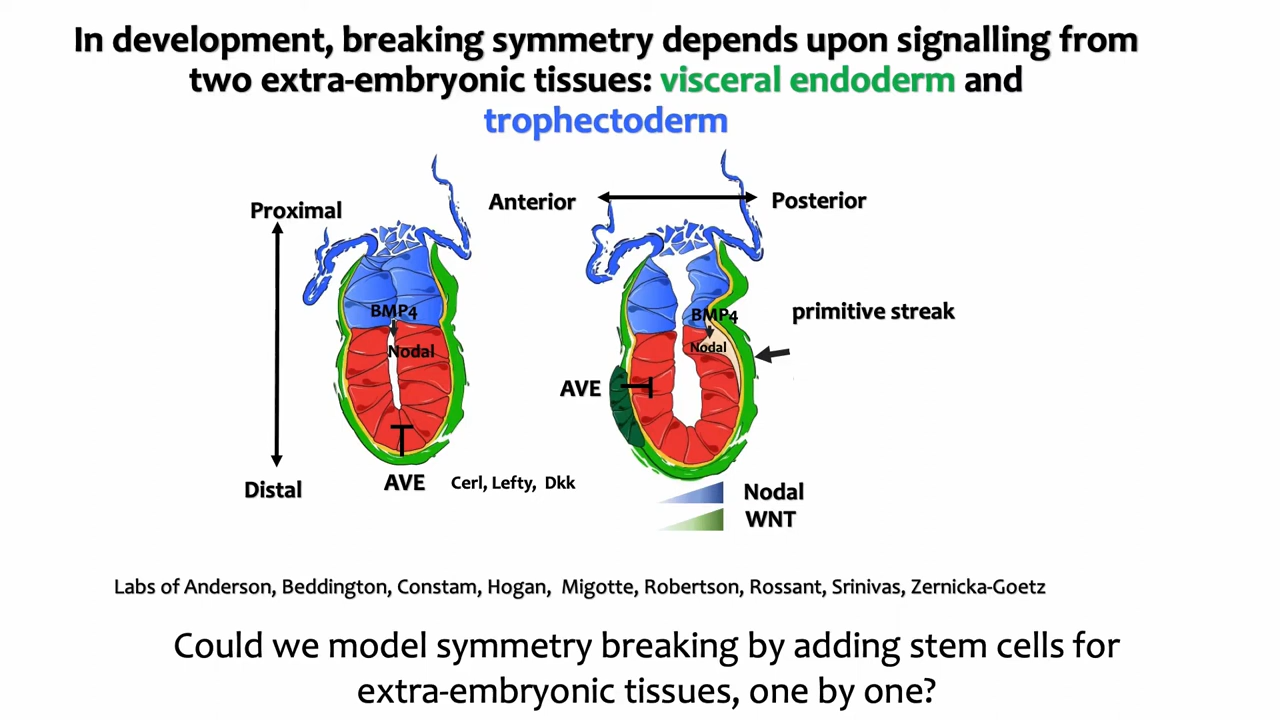 In development, breaking symmetry depends upon signalling from
two extra-embryonic tissues: visceral endoderm and
trophectoderm
Proximal
Anterior
Posterior
BMP4
Nodal
BMP4
Nodal
primitive streak
AVE
Distal
AVE
Cerl, Lefty, Dkk
Nodal
WNT
Labs of Anderson, Beddington, Constam, Hogan, Migotte, Robertson, Rossant, Srinivas, Zernicka-Goetz
Could we model symmetry breaking by adding stem cells for
extra-embryonic tissues, one by one?